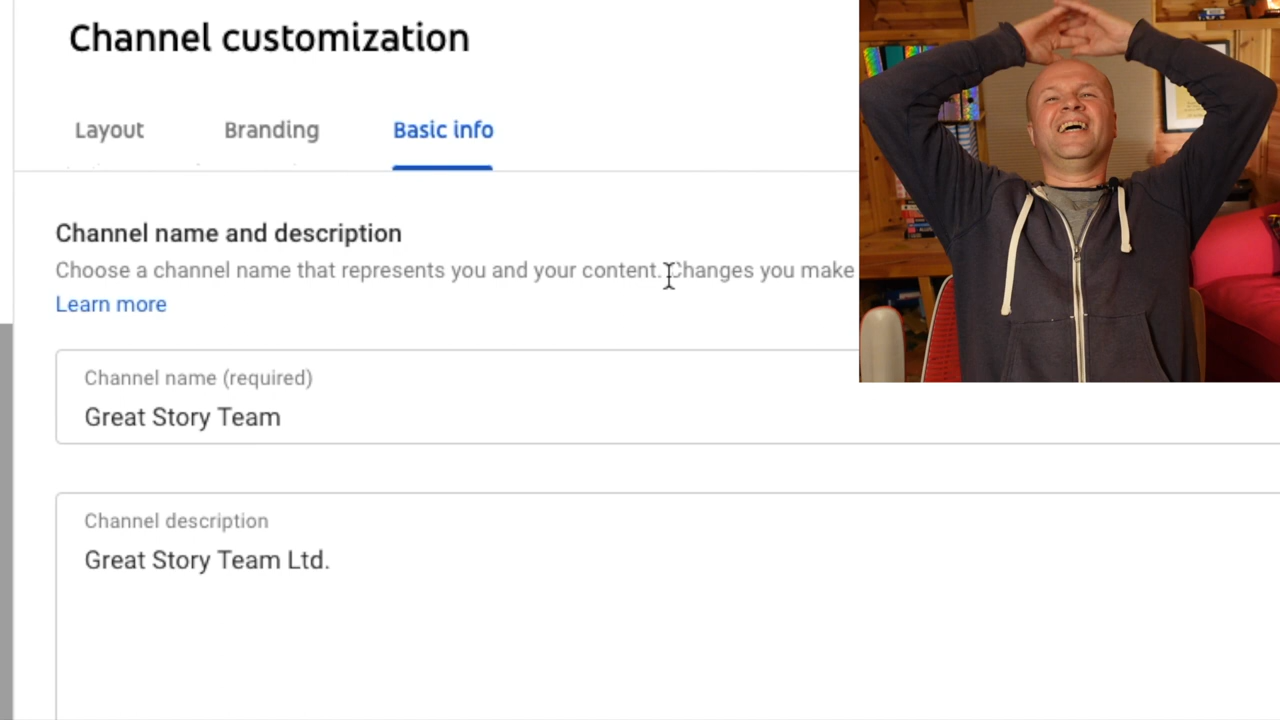 Channel customization
Layout Branding Basic info
Channel name and description
Choose a channel name that represents you and your content. Changes you make
Learn more
Channel name (required)
Great Story Team
Channel description
Great Story Team Ltd.